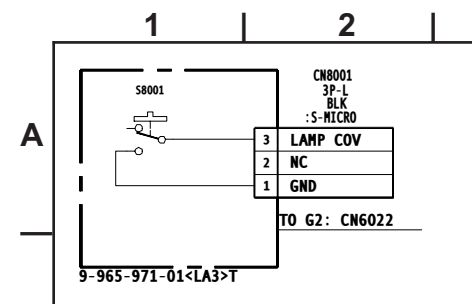 1 2
A
S8001
CN8001
3P-L
BLK
:S-MICRO
3 LAMP COV
2 NC
1 GND
TO G2: CN6022
9-965-971-01<LA3>T